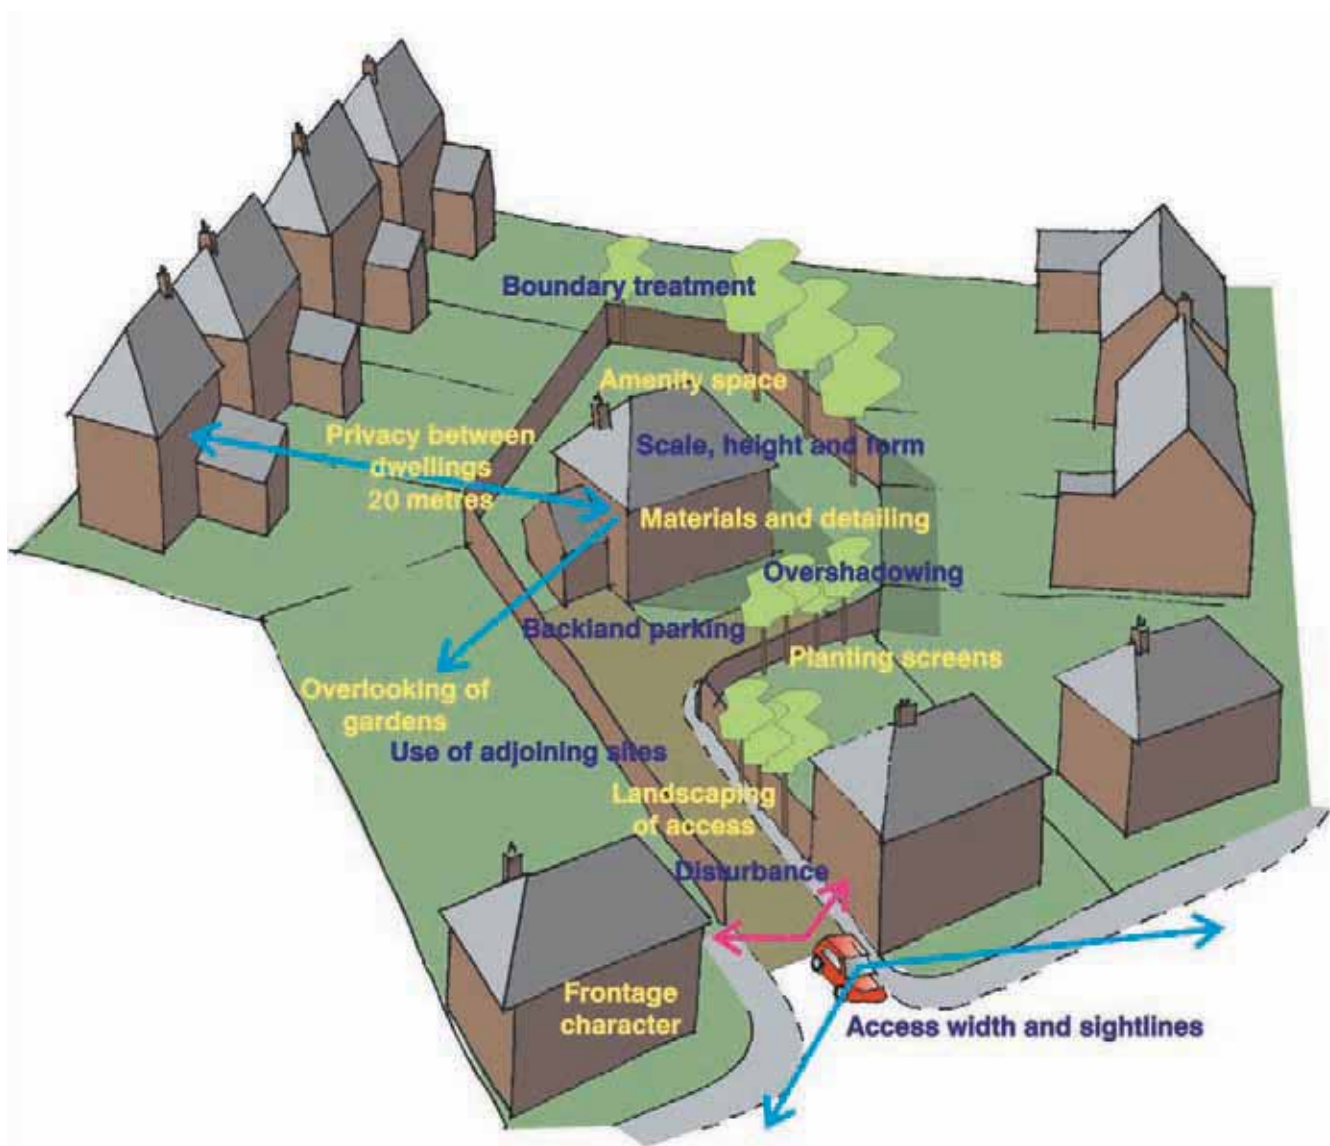 Boundary treatment
Amenity space
Privacy between
dwellings
20 metres
Scale, height and form
Materials and detailing
Overshadowing
Backland parking
Planting screens
Overlooking of
gardens
Use of adjoining sites
Landscaping
of access
Disturbance
Frontage
character
Access width and sightlines